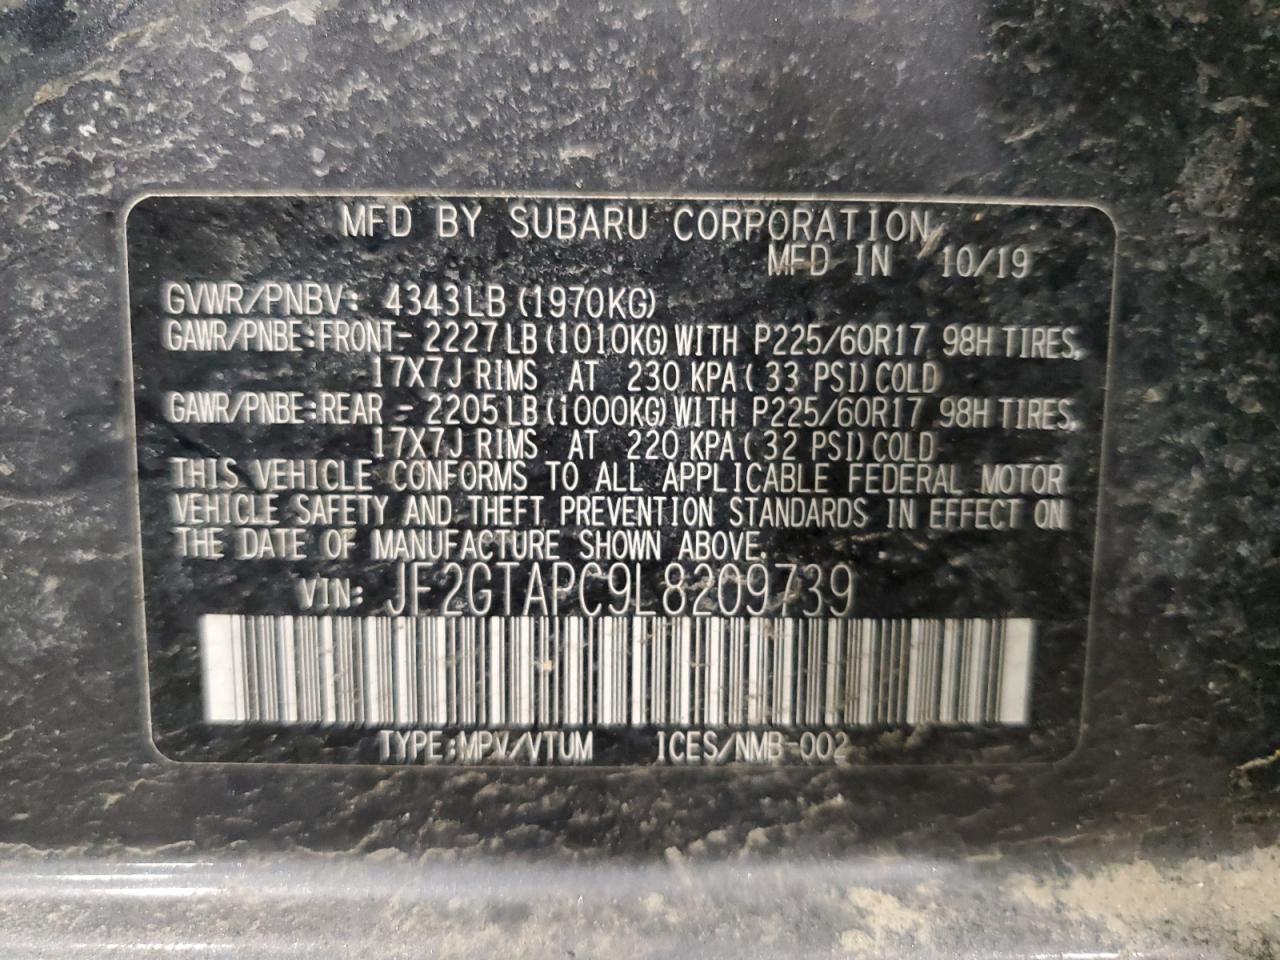 MFD BY SUBARU CORPORATION
MFD IN 10/19
GVWR/PNBV: 4343LB (1970KG)
GAWR/PNBE:FRONT- 2227LB (1010KG) WITH P225/60R17 98H TIRES,
17X7J RIMS AT 230 KPA( 33 PSI) COLD
GAWR/PNBE:REAR - 2205LB (1000KG) WITH P225/60R17 98H TIRES,
17X7J RIMS AT 220 KPA( 32 PSI) COLD
THIS VEHICLE CONFORMS TO ALL APPLICABLE FEDERAL MOTOR
VEHICLE SAFETY AND THEFT PREVENTION STANDARDS IN EFFECT ON
THE DATE OF MANUFACTURE SHOWN ABOVE.
VIN: JF2GTAPC9L8209739
TYPE:MPV/VTUM ICES/NMB-002